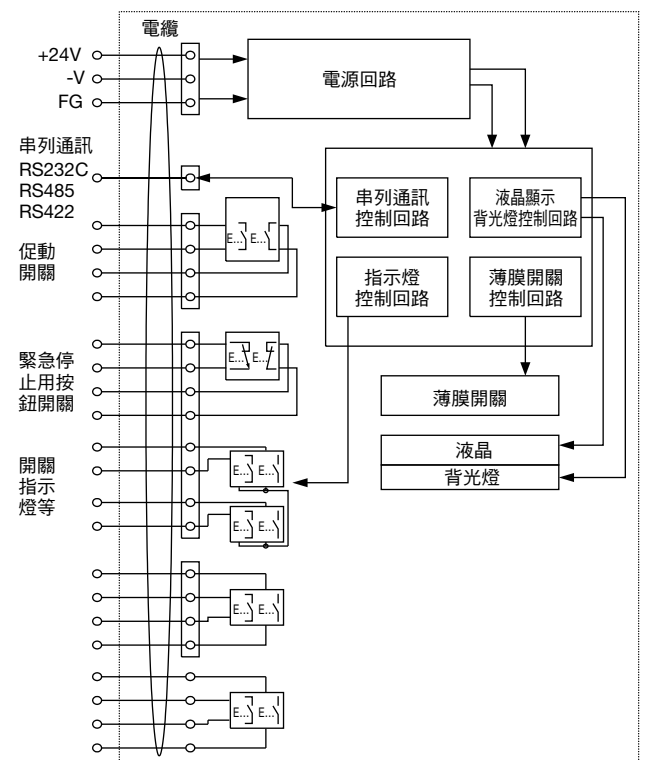 電纜
+24V
-V
FG
電源回路
串列通訊
RS232C
RS485
RS422
串列通訊
控制回路
液晶顯示
背光燈控制回路
促動
開關
E...
E...
指示燈
控制回路
薄膜開關
控制回路
緊急停
止用按
鈕開關
E...
E...
薄膜開關
液晶
背光燈
開關
指示
燈等
E...
E...
E...
E...
E...
E...
E...
E...